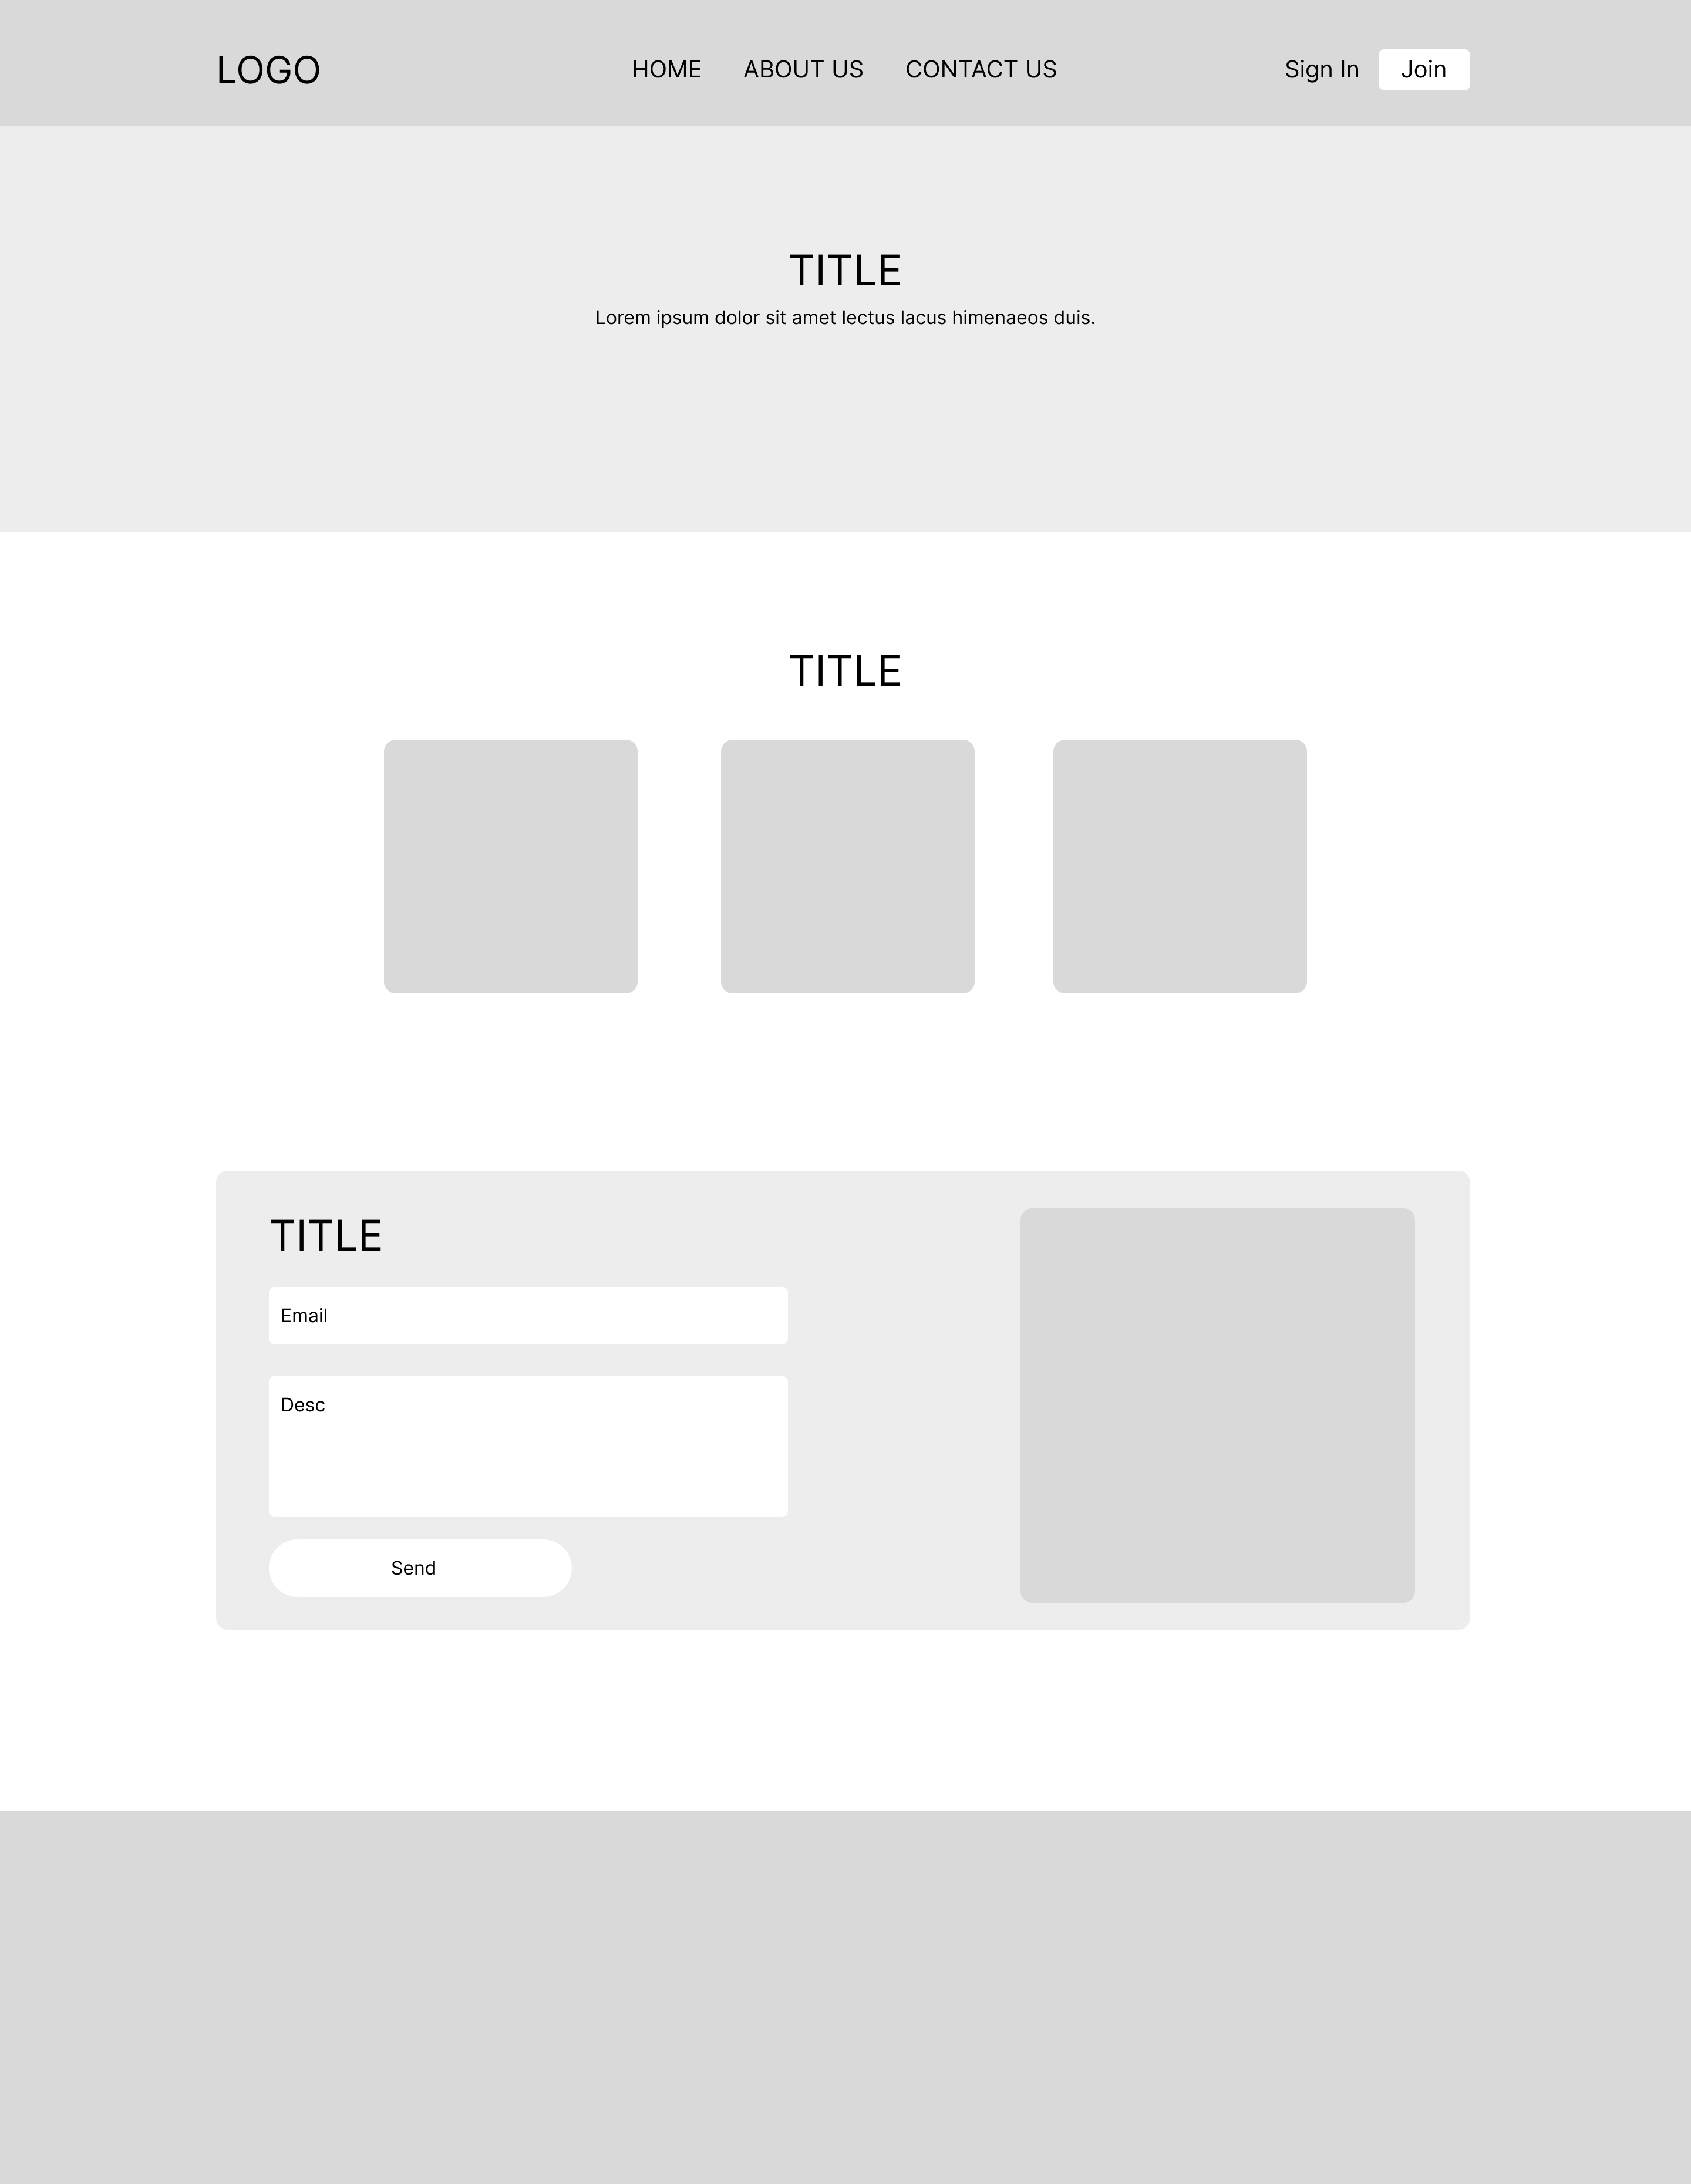 LOGO
HOME ABOUT US CONTACT US
Sign In Join
TITLE
Lorem ipsum dolor sit amet lectus lacus himenaeos duis.
TITLE
TITLE
Email
Desc
Send